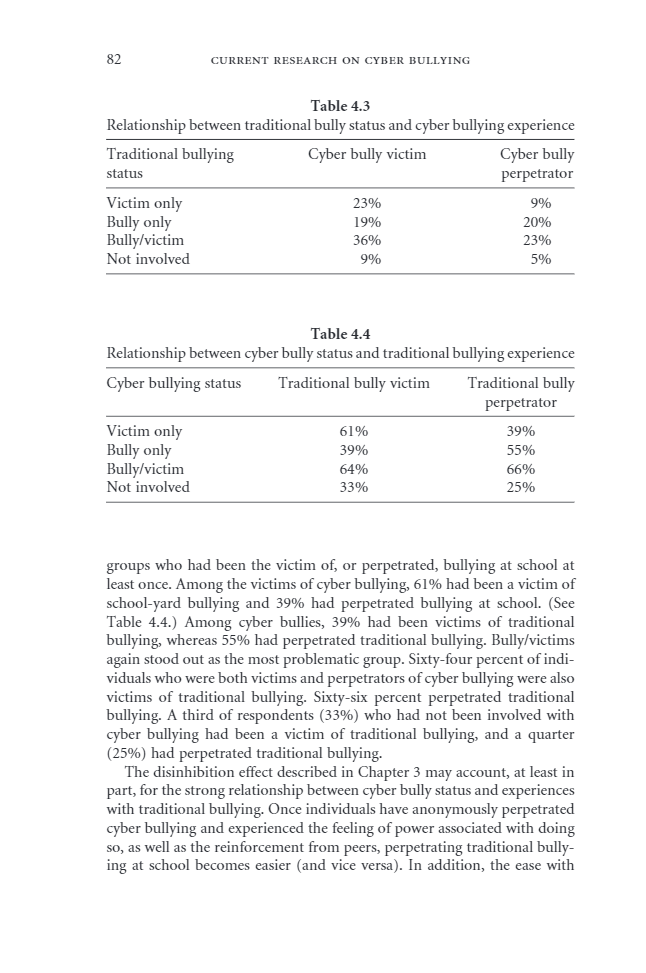 82 CURRENT RESEARCH ON CYBER BULLYING
Table 4.3
Relationship between traditional bully status and cyber bullying experience
Traditional bullying status Cyber bully victim Cyber bully perpetrator
Victim only 23% 9%
Bully only 19% 20%
Bully/victim 36% 23%
Not involved 9% 5%
Table 4.4
Relationship between cyber bully status and traditional bullying experience
Cyber bullying status Traditional bully victim Traditional bully perpetrator
Victim only 61% 39%
Bully only 39% 55%
Bully/victim 64% 66%
Not involved 33% 25%
groups who had been the victim of, or perpetrated, bullying at school at
least once. Among the victims of cyber bullying, 61% had been a victim of
school-yard bullying and 39% had perpetrated bullying at school. (See
Table 4.4.) Among cyber bullies, 39% had been victims of traditional
bullying, whereas 55% had perpetrated traditional bullying. Bully/victims
again stood out as the most problematic group. Sixty-four percent of indi-
viduals who were both victims and perpetrators of cyber bullying were also
victims of traditional bullying. Sixty-six percent perpetrated traditional
bullying. A third of respondents (33%) who had not been involved with
cyber bullying had been a victim of traditional bullying, and a quarter
(25%) had perpetrated traditional bullying.
The disinhibition effect described in Chapter 3 may account, at least in
part, for the strong relationship between cyber bully status and experiences
with traditional bullying. Once individuals have anonymously perpetrated
cyber bullying and experienced the feeling of power associated with doing
so, as well as the reinforcement from peers, perpetrating traditional bully-
ing at school becomes easier (and vice versa). In addition, the ease with